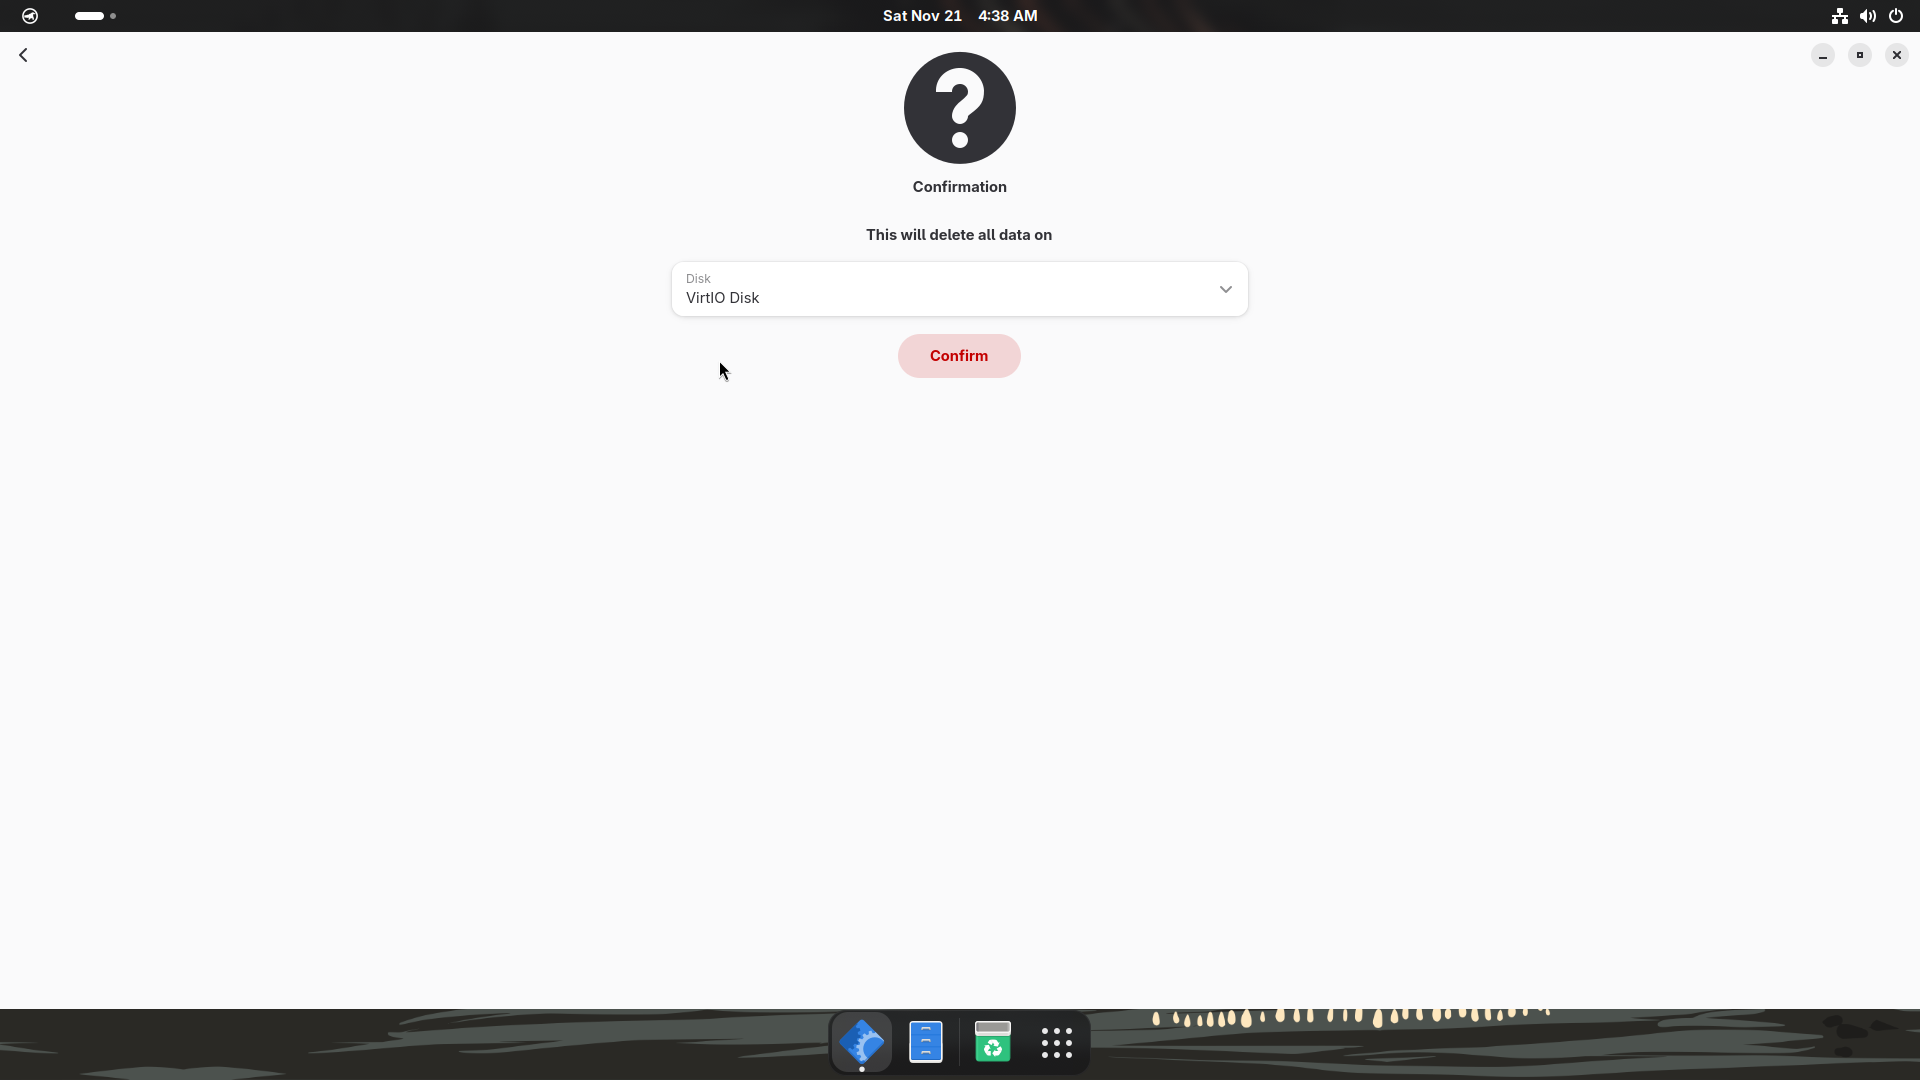 Sat Nov 21 4:38 AM
Confirmation
This will delete all data on
Disk
VirtIO Disk
Confirm